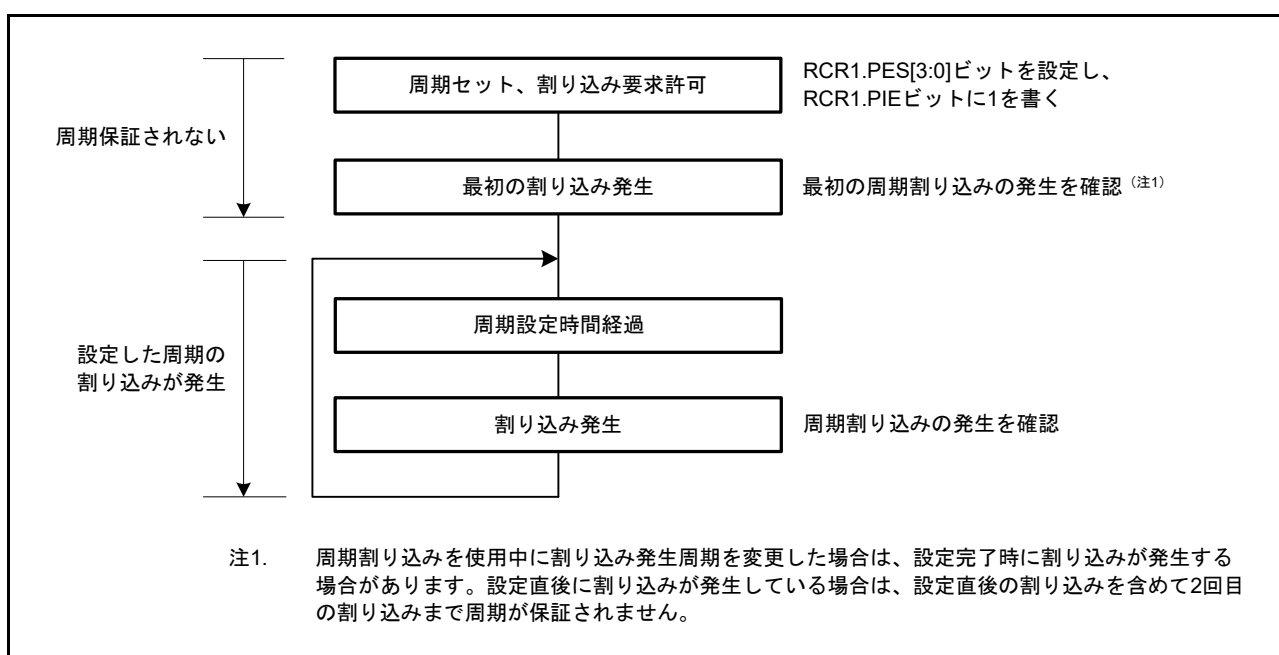 周期セット、割り込み要求許可
RCR1.PES[3:0]ビットを設定し、
RCR1.PIEビットに1を書く
周期保証されない
最初の割り込み発生
最初の周期割り込みの発生を確認（注1）
周期設定時間経過
設定した周期の
割り込みが発生
割り込み発生
周期割り込みの発生を確認
注1. 周期割り込みを使用中に割り込み発生周期を変更した場合は、設定完了時に割り込みが発生する
場合があります。設定直後に割り込みが発生している場合は、設定直後の割り込みを含めて2回目
の割り込みまで周期が保証されません。